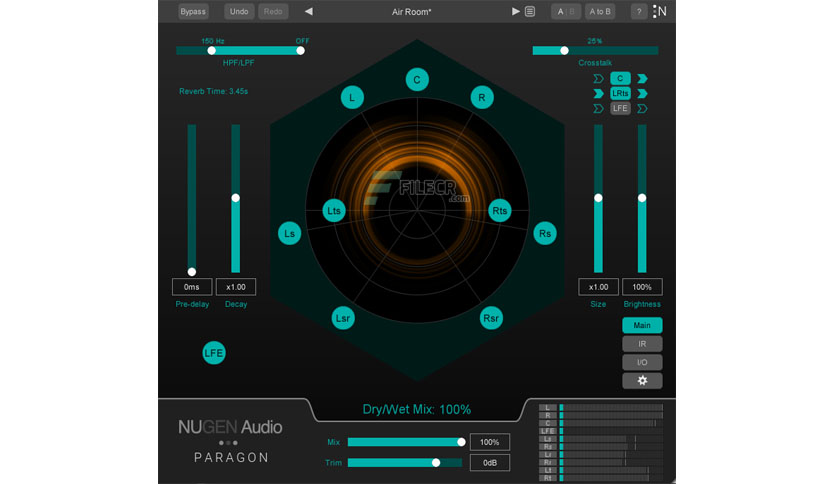 Bypass Undo Redo Air Room* A B A to B ? N
150 Hz OFF
HPF/LPF
25%
Crosstalk
Reverb Time: 3.45s
C
LRts
LFE
C
L R
Lts Rts
Ls Rs
Lsr Rsr
LFE
FILECR
.com
0ms x1.00
Pre-delay Decay
x1.00 100%
Size Brightness
Main
IR
I/O
Dry/Wet Mix: 100%
NUGEN Audio
PARAGON
Mix 100%
Trim 0dB
L
R
C
LFE
Ls
Rs
Lr
Rr
Lt
Rt